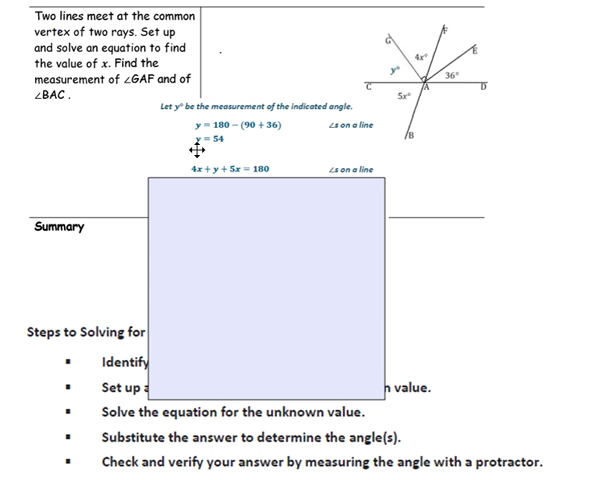 Two lines meet at the common
vertex of two rays. Set up
and solve an equation to find
the value of x. Find the
measurement of ∠GAF and of
∠BAC.
G
F
E
4x°
y°
36°
C
A
D
5x°
B
Let y° be the measurement of the indicated angle.
y = 180 − (90 + 36) ∠s on a line
y = 54
4x + y + 5x = 180 ∠s on a line
Summary
Steps to Solving for
▪ Identify
▪ Set up value.
▪ Solve the equation for the unknown value.
▪ Substitute the answer to determine the angle(s).
▪ Check and verify your answer by measuring the angle with a protractor.